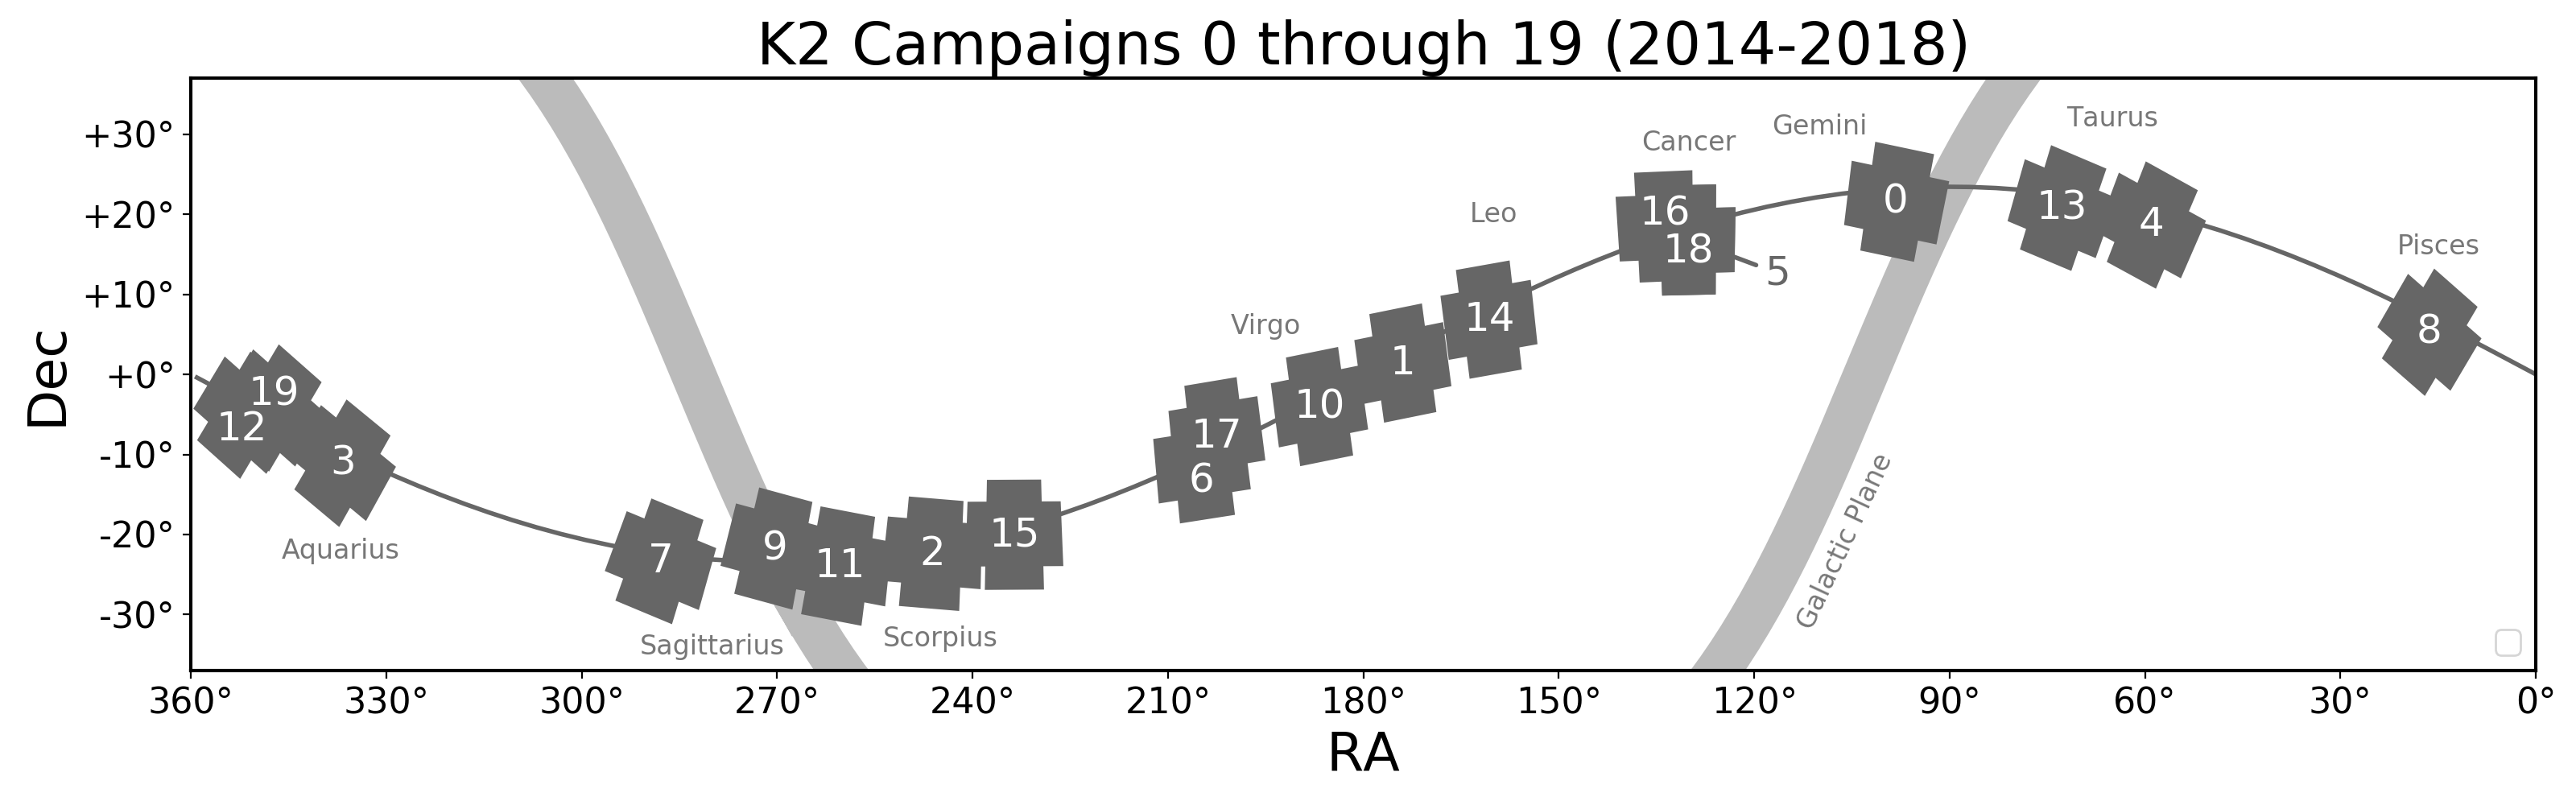 K2 Campaigns 0 through 19 (2014-2018)
Dec
+30°
+20°
+10°
+0°
-10°
-20°
-30°
Taurus
Gemini
Cancer
Leo
Pisces
Virgo
Aquarius
Sagittarius
Scorpius
Galactic Plane
19
12
3
7
9
11
2
15
17
6
10
1
14
16
18
5
0
13
4
8
360° 330° 300° 270° 240° 210° 180° 150° 120° 90° 60° 30° 0°
RA